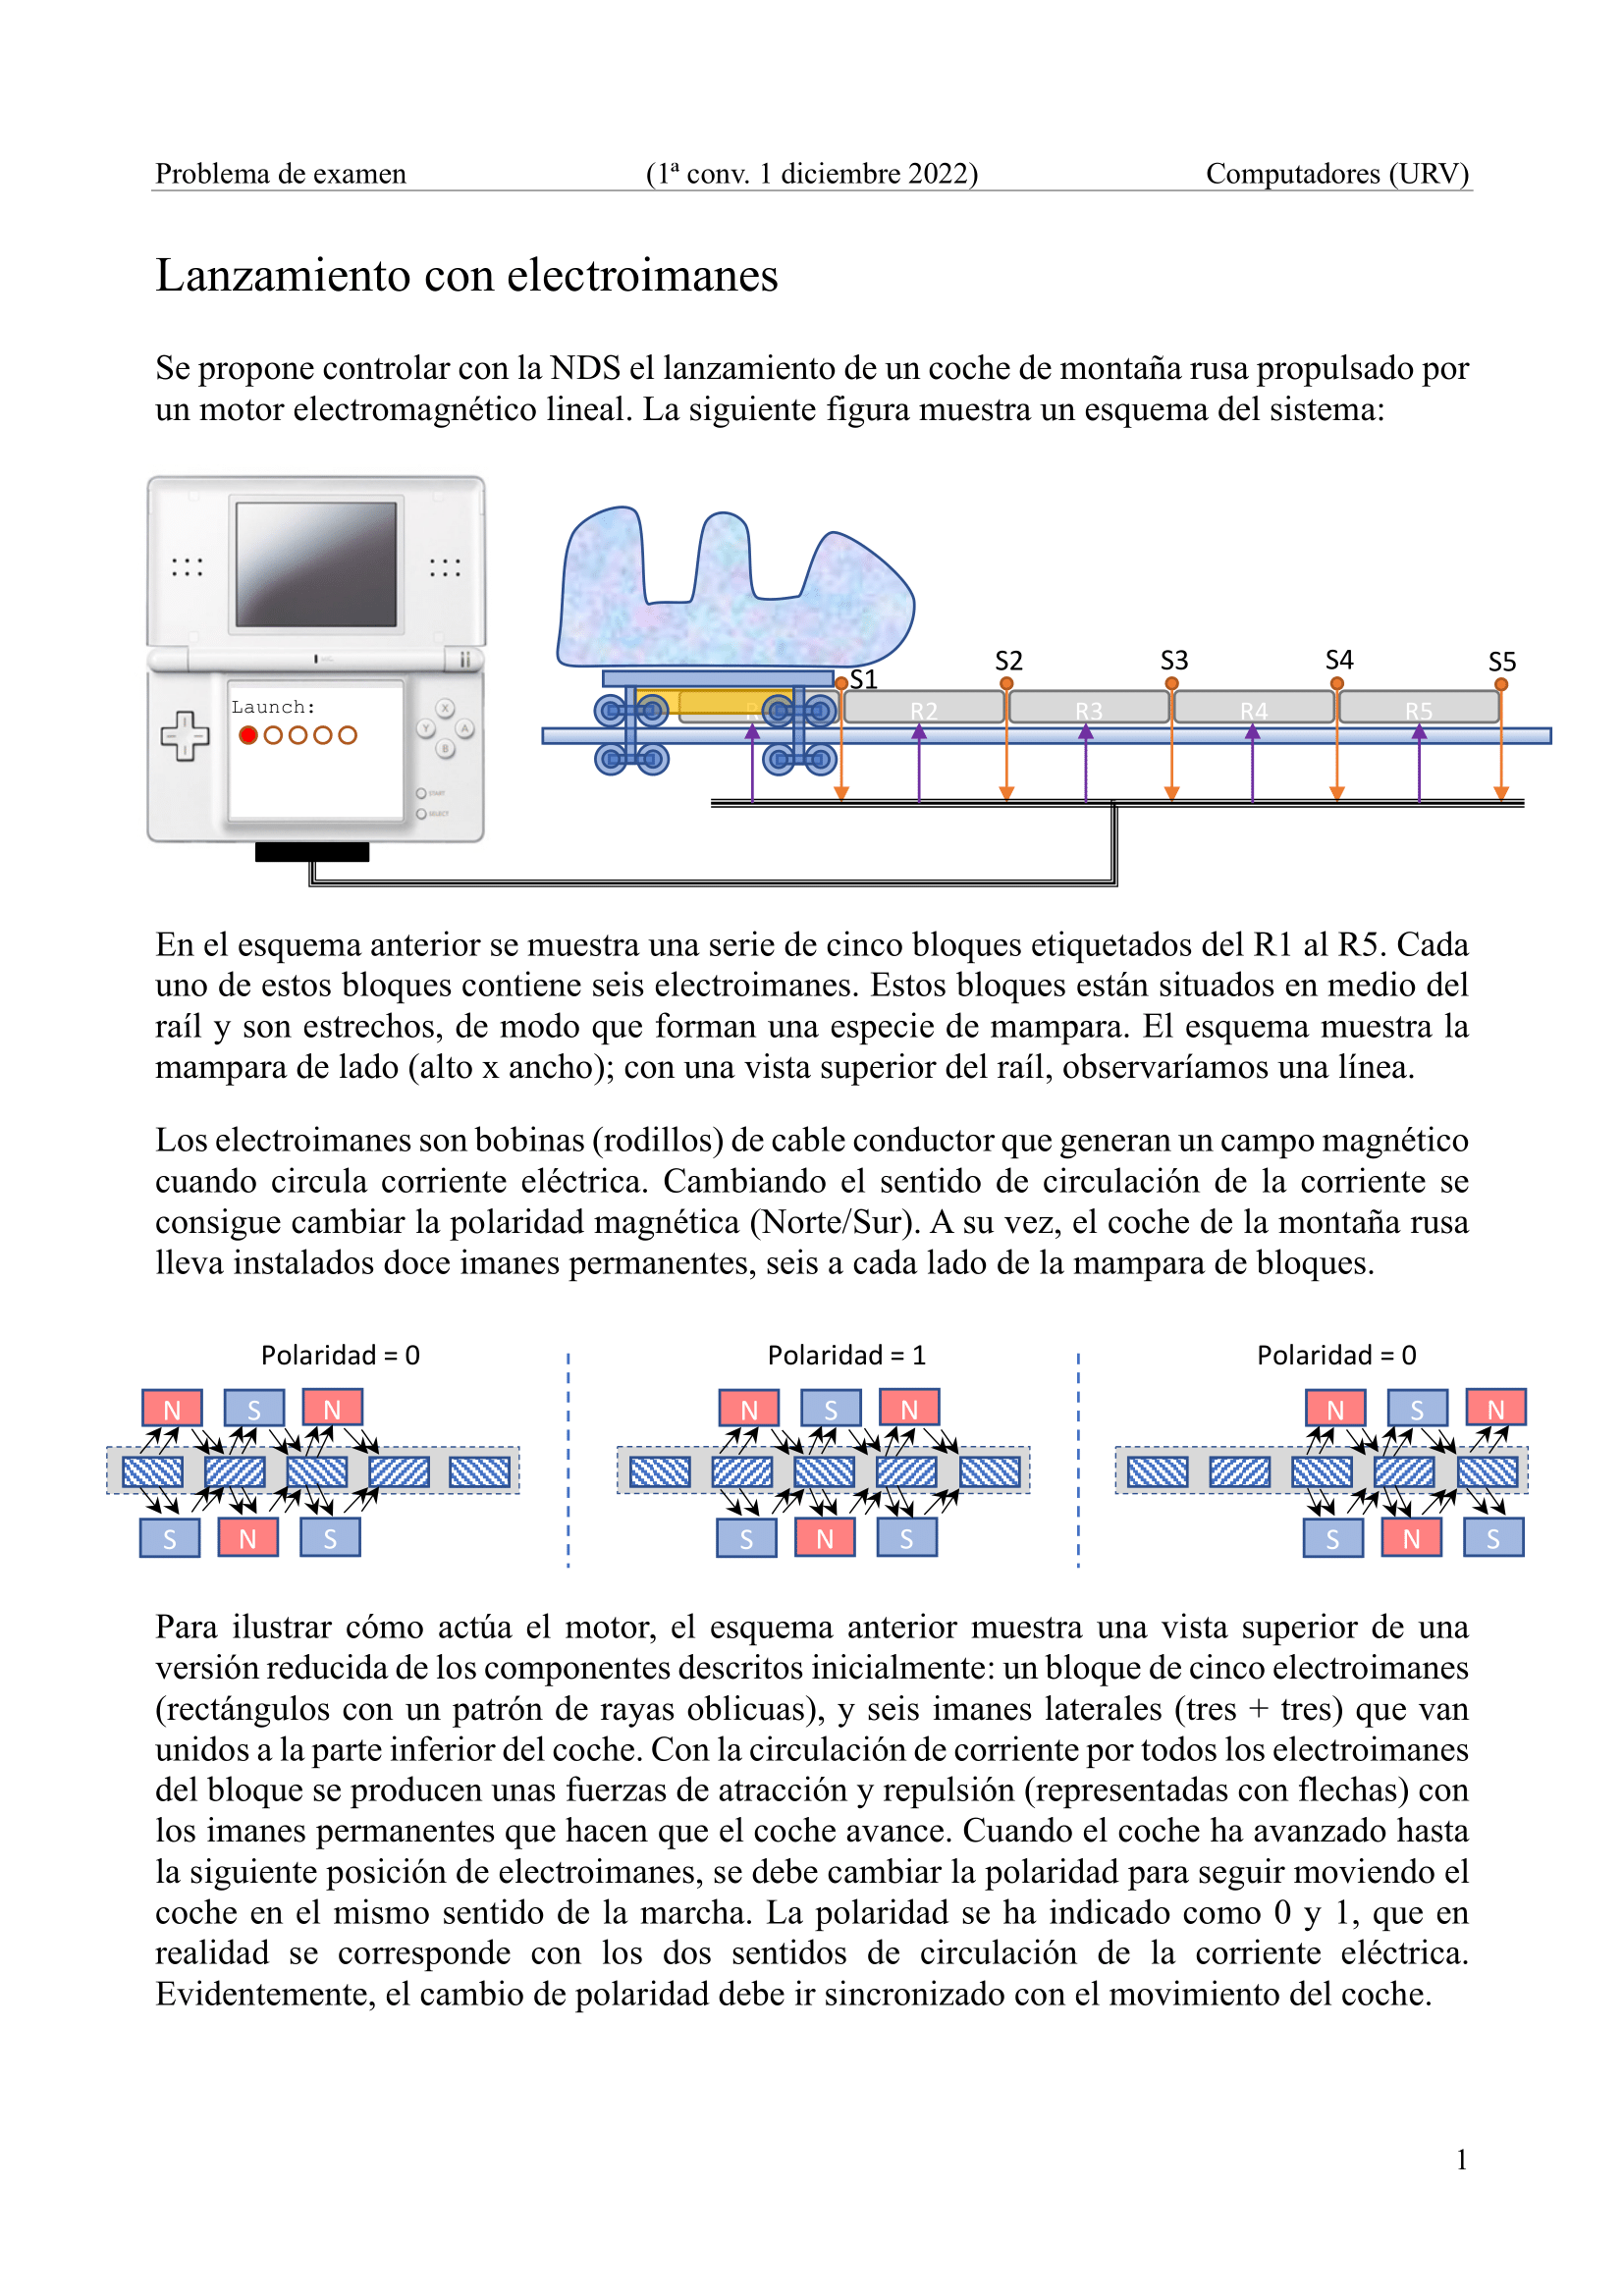 Problema de examen (1ª conv. 1 diciembre 2022) Computadores (URV)
Lanzamiento con electroimanes
Se propone controlar con la NDS el lanzamiento de un coche de montaña rusa propulsado por
un motor electromagnético lineal. La siguiente figura muestra un esquema del sistema:
S1 S2 S3 S4 S5
Launch:
R2 R3 R4 R5
X
Y A
B
START
SELECT
En el esquema anterior se muestra una serie de cinco bloques etiquetados del R1 al R5. Cada
uno de estos bloques contiene seis electroimanes. Estos bloques están situados en medio del
raíl y son estrechos, de modo que forman una especie de mampara. El esquema muestra la
mampara de lado (alto x ancho); con una vista superior del raíl, observaríamos una línea.
Los electroimanes son bobinas (rodillos) de cable conductor que generan un campo magnético
cuando circula corriente eléctrica. Cambiando el sentido de circulación de la corriente se
consigue cambiar la polaridad magnética (Norte/Sur). A su vez, el coche de la montaña rusa
lleva instalados doce imanes permanentes, seis a cada lado de la mampara de bloques.
Polaridad = 0 Polaridad = 1 Polaridad = 0
N S N N S N N S N
S N S S N S S N S
Para ilustrar cómo actúa el motor, el esquema anterior muestra una vista superior de una
versión reducida de los componentes descritos inicialmente: un bloque de cinco electroimanes
(rectángulos con un patrón de rayas oblicuas), y seis imanes laterales (tres + tres) que van
unidos a la parte inferior del coche. Con la circulación de corriente por todos los electroimanes
del bloque se producen unas fuerzas de atracción y repulsión (representadas con flechas) con
los imanes permanentes que hacen que el coche avance. Cuando el coche ha avanzado hasta
la siguiente posición de electroimanes, se debe cambiar la polaridad para seguir moviendo el
coche en el mismo sentido de la marcha. La polaridad se ha indicado como 0 y 1, que en
realidad se corresponde con los dos sentidos de circulación de la corriente eléctrica.
Evidentemente, el cambio de polaridad debe ir sincronizado con el movimiento del coche.
1